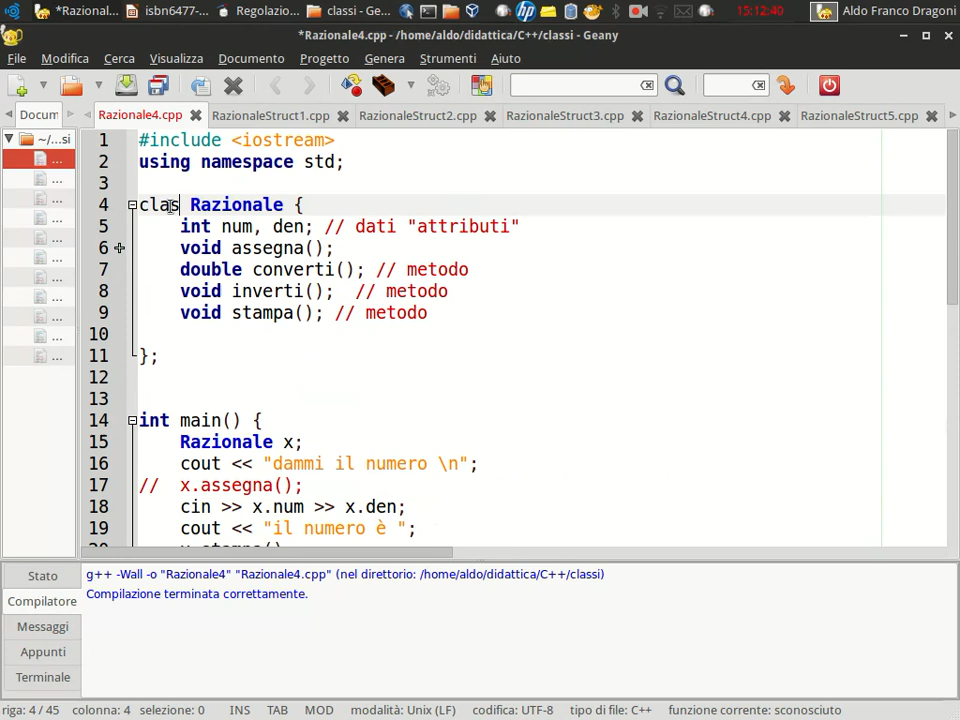 *Razional... isbn6477-... Regolazio... classi - Gea... 15:12:40 Aldo Franco Dragoni
*Razionale4.cpp - /home/aldo/didattica/C++/classi - Geany
File Modifica Cerca Visualizza Documento Progetto Genera Strumenti Aiuto
Docum Razionale4.cpp RazionaleStruct1.cpp RazionaleStruct2.cpp RazionaleStruct3.cpp RazionaleStruct4.cpp RazionaleStruct5.cpp
~/...si
...
...
...
...
...
...
...
...
...
...
1 #include <iostream>
2 using namespace std;
3
4 clas Razionale {
5 int num, den; // dati "attributi"
6 void assegna();
7 double converti(); // metodo
8 void inverti(); // metodo
9 void stampa(); // metodo
10
11 };
12
13
14 int main() {
15 Razionale x;
16 cout << "dammi il numero \n";
17 // x.assegna();
18 cin >> x.num >> x.den;
19 cout << "il numero è ";
Stato
Compilatore
Messaggi
Appunti
Terminale
g++ -Wall -o "Razionale4" "Razionale4.cpp" (nel direttorio: /home/aldo/didattica/C++/classi)
Compilazione terminata correttamente.
riga: 4 / 45 colonna: 4 selezione: 0 INS TAB MOD modalità: Unix (LF) codifica: UTF-8 tipo di file: C++ funzione corrente: sconosciuto